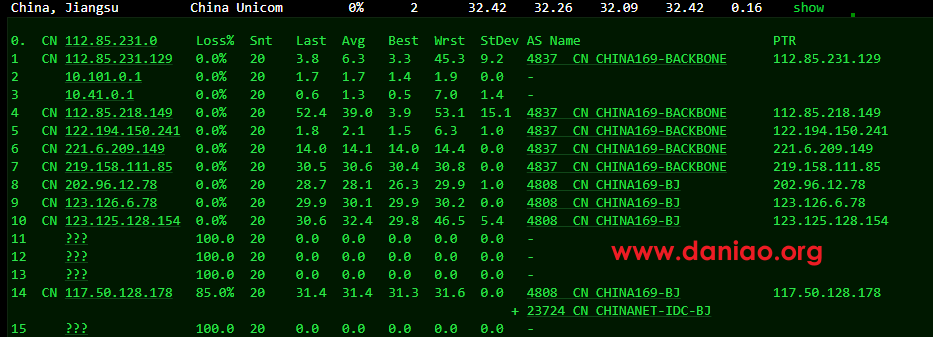 China, Jiangsu China Unicom 0% 2 32.42 32.26 32.09 32.42 0.16 show
0. CN 112.85.231.0 Loss% Snt Last Avg Best Wrst StDev AS Name PTR
1 CN 112.85.231.129 0.0% 20 3.8 6.3 3.3 45.3 9.2 4837 CN CHINA169-BACKBONE 112.85.231.129
2 10.101.0.1 0.0% 20 1.7 1.7 1.4 1.9 0.0 -
3 10.41.0.1 0.0% 20 0.6 1.3 0.5 7.0 1.4 -
4 CN 112.85.218.149 0.0% 20 52.4 39.0 3.9 53.1 15.1 4837 CN CHINA169-BACKBONE 112.85.218.149
5 CN 122.194.150.241 0.0% 20 1.8 2.1 1.5 6.3 1.0 4837 CN CHINA169-BACKBONE 122.194.150.241
6 CN 221.6.209.149 0.0% 20 14.0 14.1 14.0 14.4 0.0 4837 CN CHINA169-BACKBONE 221.6.209.149
7 CN 219.158.111.85 0.0% 20 30.5 30.6 30.4 30.8 0.0 4837 CN CHINA169-BACKBONE 219.158.111.85
8 CN 202.96.12.78 0.0% 20 28.7 28.1 26.3 29.9 1.0 4808 CN CHINA169-BJ 202.96.12.78
9 CN 123.126.6.78 0.0% 20 29.9 30.1 29.9 30.2 0.0 4808 CN CHINA169-BJ 123.126.6.78
10 CN 123.125.128.154 0.0% 20 30.6 32.4 29.8 46.5 5.4 4808 CN CHINA169-BJ 123.125.128.154
11 ??? 100.0 20 0.0 0.0 0.0 0.0 0.0 -
12 ??? 100.0 20 0.0 0.0 0.0 0.0 0.0 -
13 ??? 100.0 20 0.0 0.0 0.0 0.0 0.0 -
www.daniao.org
14 CN 117.50.128.178 85.0% 20 31.4 31.4 31.3 31.6 0.0 4808 CN CHINA169-BJ 117.50.128.178
+ 23724 CN CHINANET-IDC-BJ
15 ??? 100.0 20 0.0 0.0 0.0 0.0 0.0 -